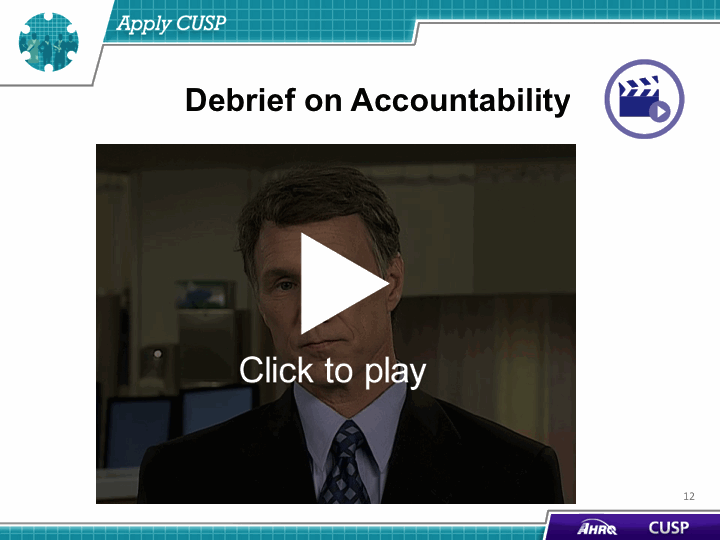 Apply CUSP
Debrief on Accountability
Click to play
12
AHRQ
CUSP